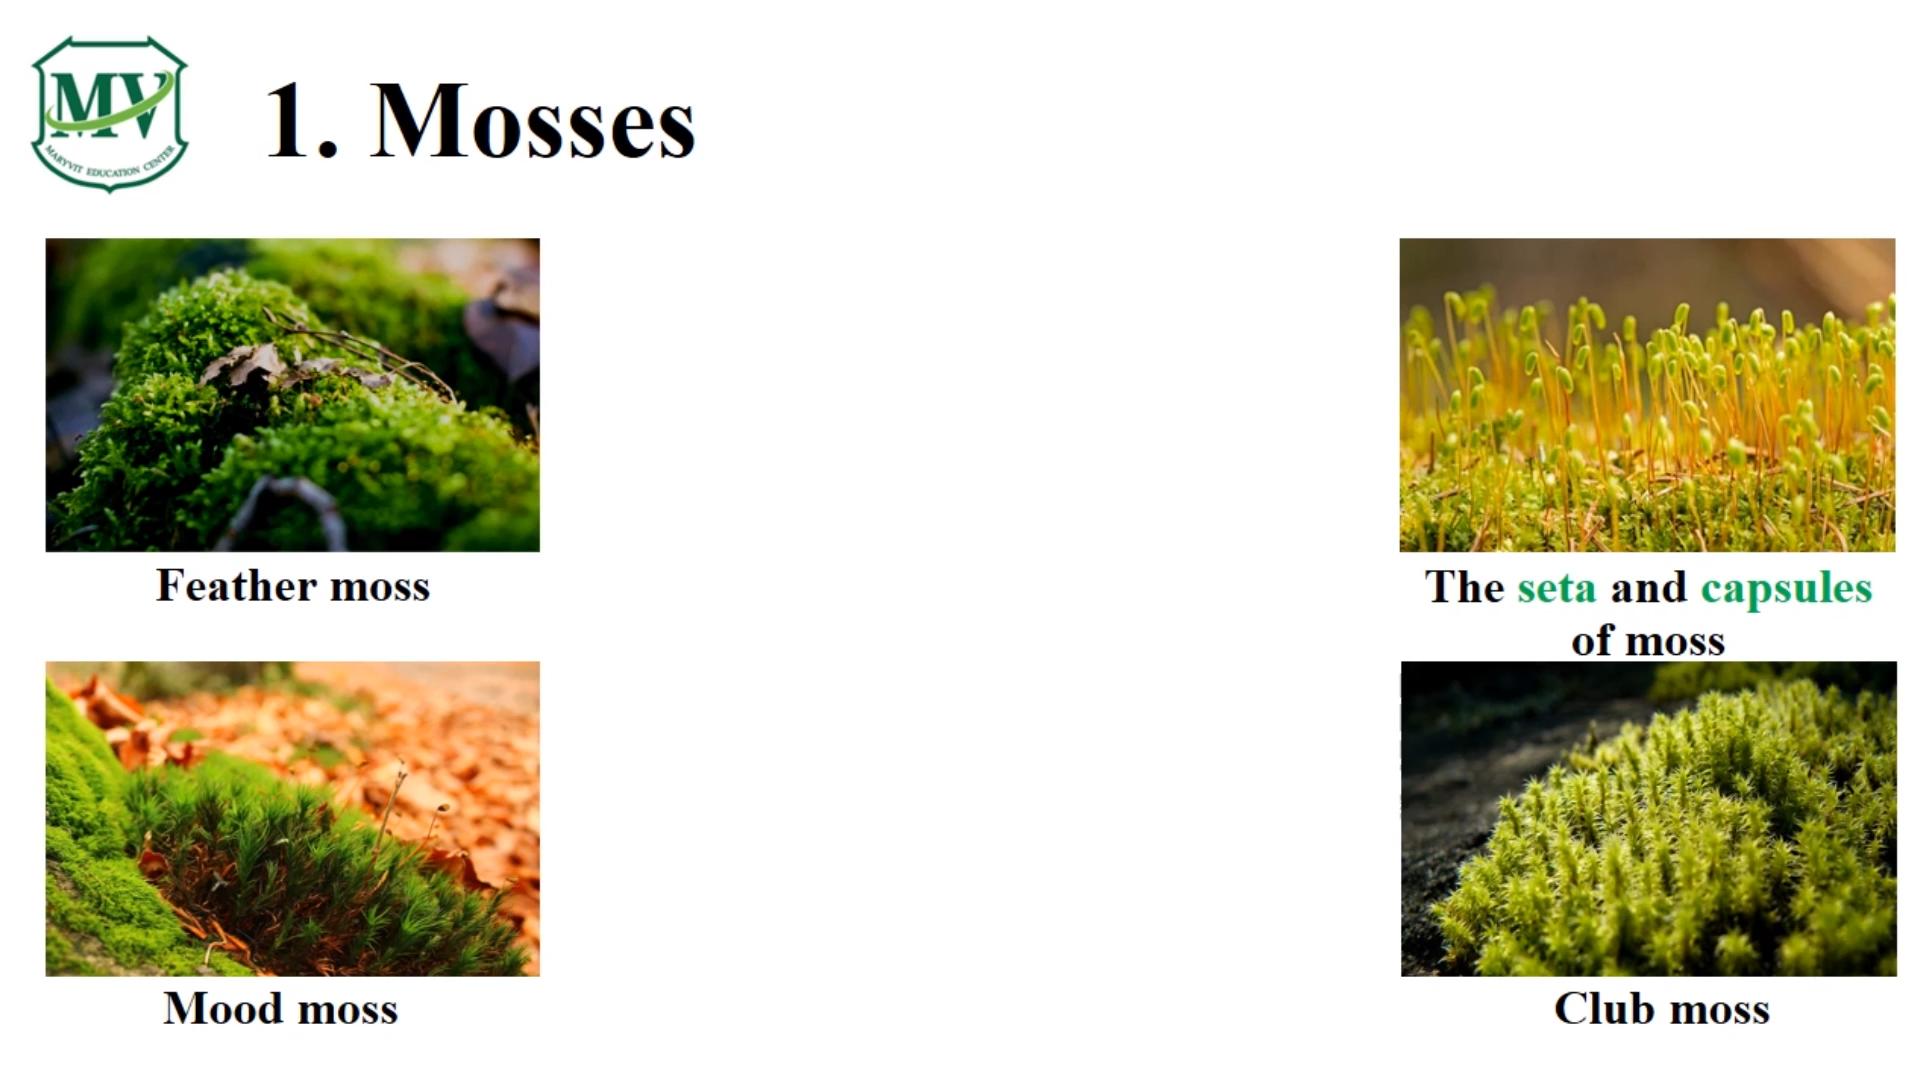 MV
MARYVIT EDUCATION CENTER
1. Mosses
Feather moss
The seta and capsules
of moss
Mood moss
Club moss